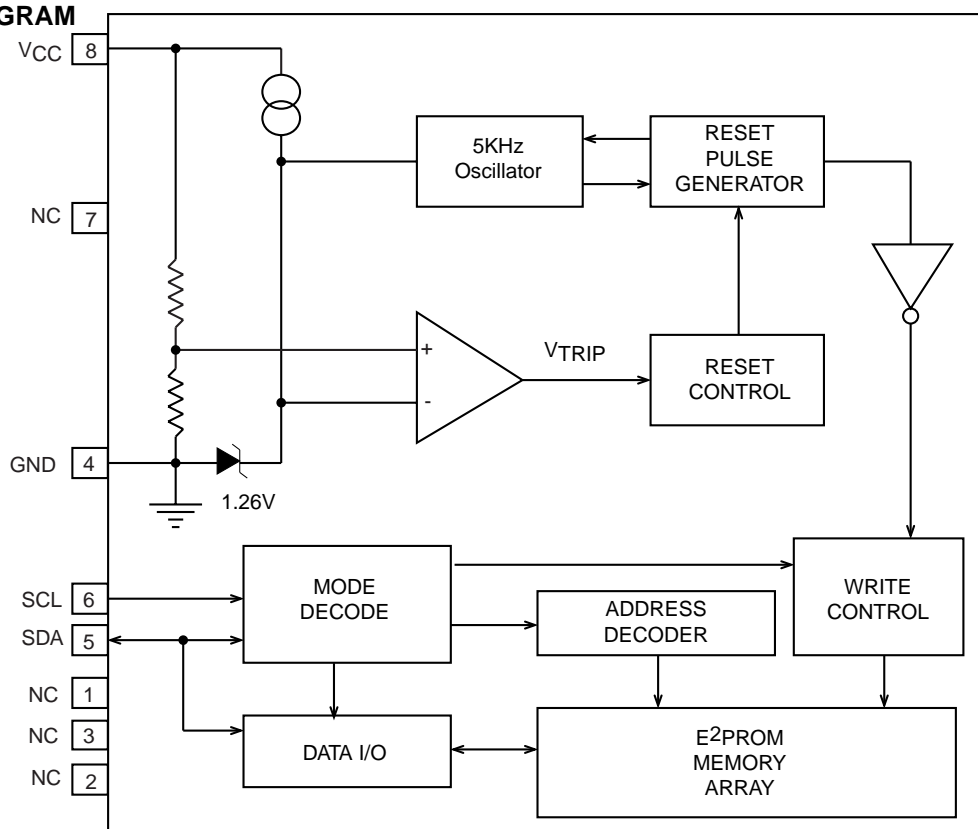 GRAM
VCC 8
5KHz
Oscillator
RESET
PULSE
GENERATOR
NC 7
+
VTRIP
-
RESET
CONTROL
GND 4
1.26V
SCL 6
SDA 5
MODE
DECODE
ADDRESS
DECODER
WRITE
CONTROL
NC 1
NC 3
NC 2
DATA I/O
E2PROM
MEMORY
ARRAY